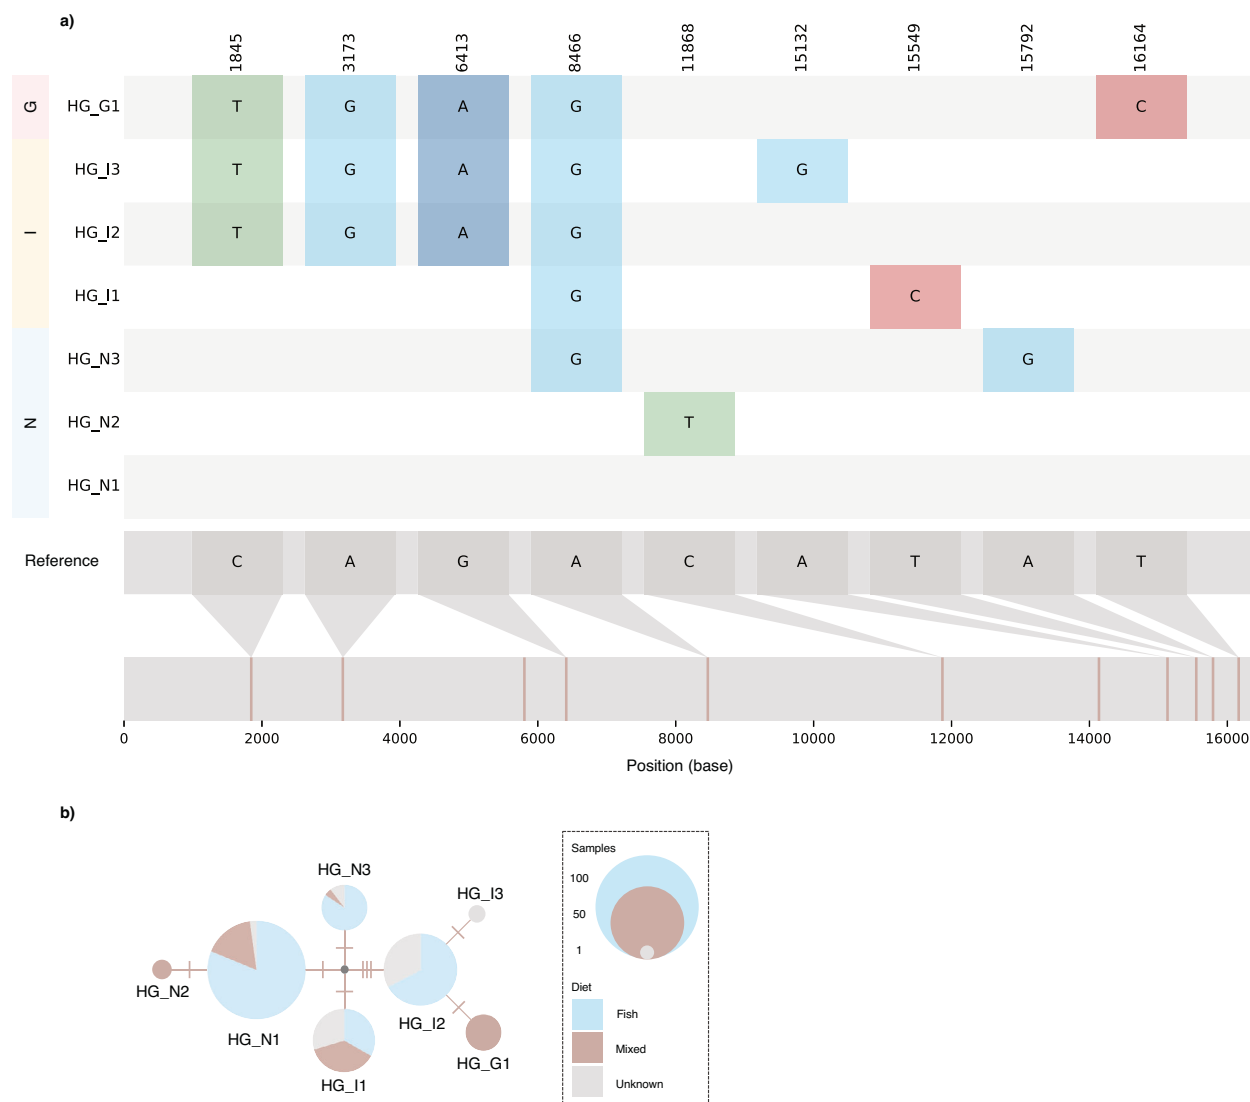 a)
1845 3173 6413 8466 11868 15132 15549 15792 16164
G HG_G1 T G A G C
HG_I3 T G A G G
I HG_I2 T G A G
HG_I1 G C
HG_N3 G G
N HG_N2 T
HG_N1
Reference C A G A C A T A T
0 2000 4000 6000 8000 10000 12000 14000 16000
Position (base)
b)
Samples
100
50
1
Diet
Fish
Mixed
Unknown
HG_N3
HG_I3
HG_N2
HG_I2
HG_N1
HG_G1
HG_I1